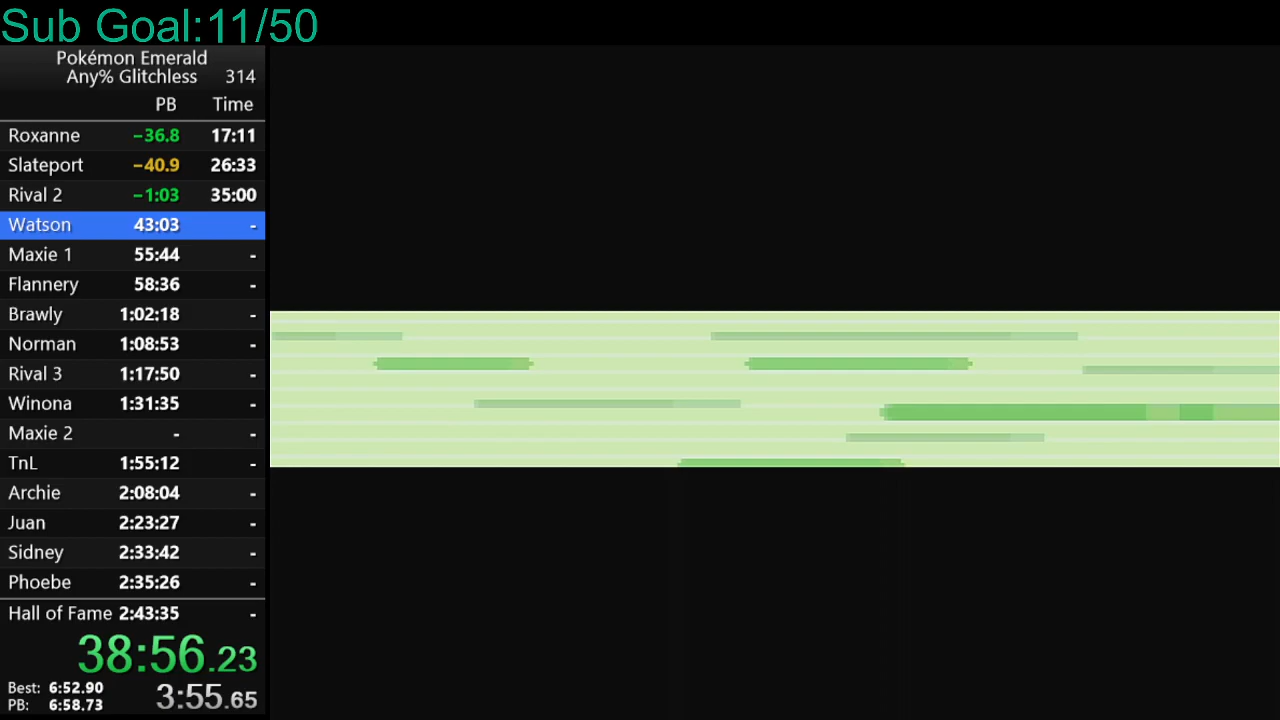 Sub Goal:11/50
Pokémon Emerald
Any% Glitchless 314
PB Time
Roxanne -36.8 17:11
Slateport -40.9 26:33
Rival 2 -1:03 35:00
Watson 43:03 -
Maxie 1 55:44 -
Flannery 58:36 -
Brawly 1:02:18 -
Norman 1:08:53 -
Rival 3 1:17:50 -
Winona 1:31:35 -
Maxie 2 - -
TnL 1:55:12 -
Archie 2:08:04 -
Juan 2:23:27 -
Sidney 2:33:42 -
Phoebe 2:35:26 -
Hall of Fame 2:43:35 -
38:56.23
Best: 6:52.90 3:55.65
PB: 6:58.73